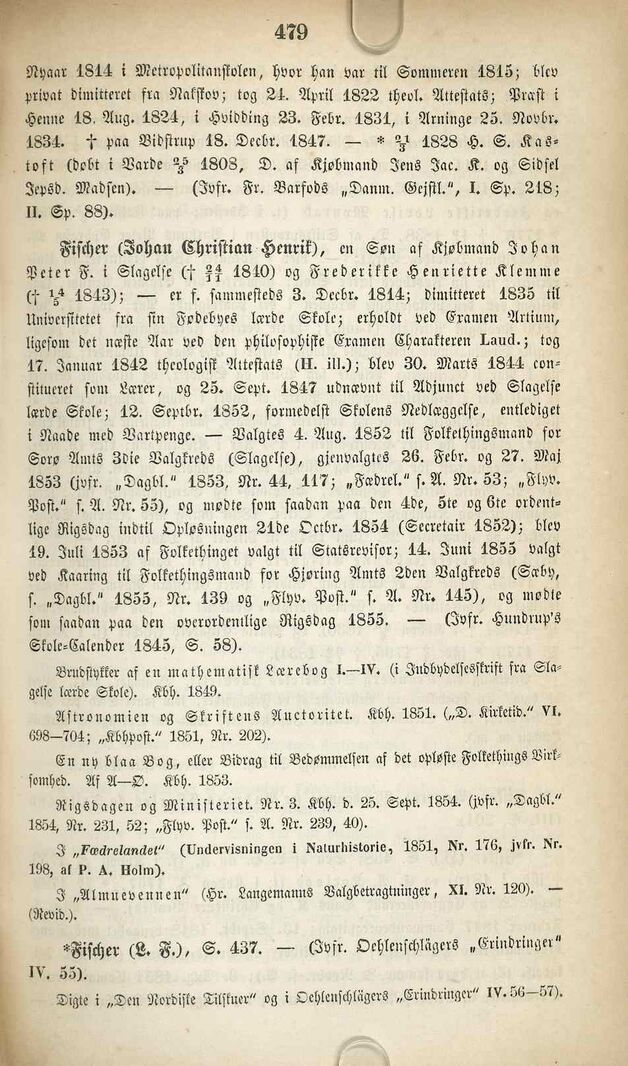 479
Nyaar 1814 i Metropolitanskolen, hvor han var til Sommeren 1815; blev
privat dimitteret fra Nakskov; tog 24. April 1822 theol. Attestats; Præst i
Henne 18. Aug. 1824, i Hvidding 23. Febr. 1831, i Arninge 25. Novbr.
1834. † paa Vidstrup 18. Decbr. 1847. — * 21/3 1828 H. S. Kas-
toft (døbt i Varde 25/3 1808, D. af Kjøbmand Jens Jac. K. og Sidsel
Jepsd. Madsen). — (Jvfr. Fr. Barfods „Danm. Gejstl.", I. Sp. 218;
II. Sp. 88).
Fischer (Johan Christian Henrik), en Søn af Kjøbmand Johan
Peter F. i Slagelse († 24/11 1840) og Frederikke Henriette Klemme
(† 14/5 1843); — er f. sammesteds 3. Decbr. 1814; dimitteret 1835 til
Universitetet fra sin Fødebyes lærde Skole; erholdt ved Examen Artium,
ligesom det næste Aar ved den philosophiske Examen Charakteren Laud.; tog
17. Januar 1842 theologisk Attestats (H. ill.); blev 30. Marts 1844 con-
stitueret som Lærer, og 25. Sept. 1847 udnævnt til Adjunct ved Slagelse
lærde Skole; 12. Septbr. 1852, formedelst Skolens Nedlæggelse, entlediget
i Naade med Vartpenge. — Valgtes 4. Aug. 1852 til Folkethingsmand for
Sorø Amts 3die Valgkreds (Slagelse), gjenvalgtes 26. Febr. og 27. Maj
1853 (jvfr. „Dagbl." 1853, Nr. 44, 117; „Fædrel." s. A. Nr. 53; „Flyv.
Post." s. A. Nr. 55), og mødte som saadan paa den 4de, 5te og 6te ordent-
lige Rigsdag indtil Opløsningen 21de Octbr. 1854 (Secretair 1852); blev
19. Juli 1853 af Folkethinget valgt til Statsrevisor; 14. Juni 1855 valgt
ved Kaaring til Folkethingsmand for Hjøring Amts 2den Valgkreds (Sæby,
s. „Dagbl." 1855, Nr. 139 og „Flyv. Post." s. A. Nr. 145), og mødte
som saadan paa den overordentlige Rigsdag 1855. — (Jvfr. Hundrup's
Skole-Calender 1845, S. 58).
Brudstykker af en mathematisk Lærebog I.—IV. (i Indbydelsesskrift fra Sla-
gelse lærde Skole). Kbh. 1849.
Astronomien og Skriftens Auctoritet. Kbh. 1851. („D. Kirketid." VI.
698—704; „Kbhpost." 1851, Nr. 202).
En ny blaa Bog, eller Bidrag til Bedømmelsen af det opløste Folkethings Virk-
somhed. Af A—Ø. Kbh. 1853.
Rigsdagen og Ministeriet. Nr. 3. Kbh. d. 25. Sept. 1854. (jvfr. „Dagbl."
1854, Nr. 231, 52; „Flyv. Post." s. A. Nr. 239, 40).
I „Fædrelandet" (Undervisningen i Naturhistorie, 1851, Nr. 176, jvfr. Nr.
198, af P. A. Holm).
I „Almuevennen" (Hr. Langemanns Valgbetragtninger, XI. Nr. 120). —
(Revid.).
*Fischer (L. F.), S. 437. — (Jvfr. Oehlenschlägers „Erindringer"
IV. 55).
Digte i „Den Nordiske Tilskuer" og i Oehlenschlägers „Erindringer" IV. 56—57).